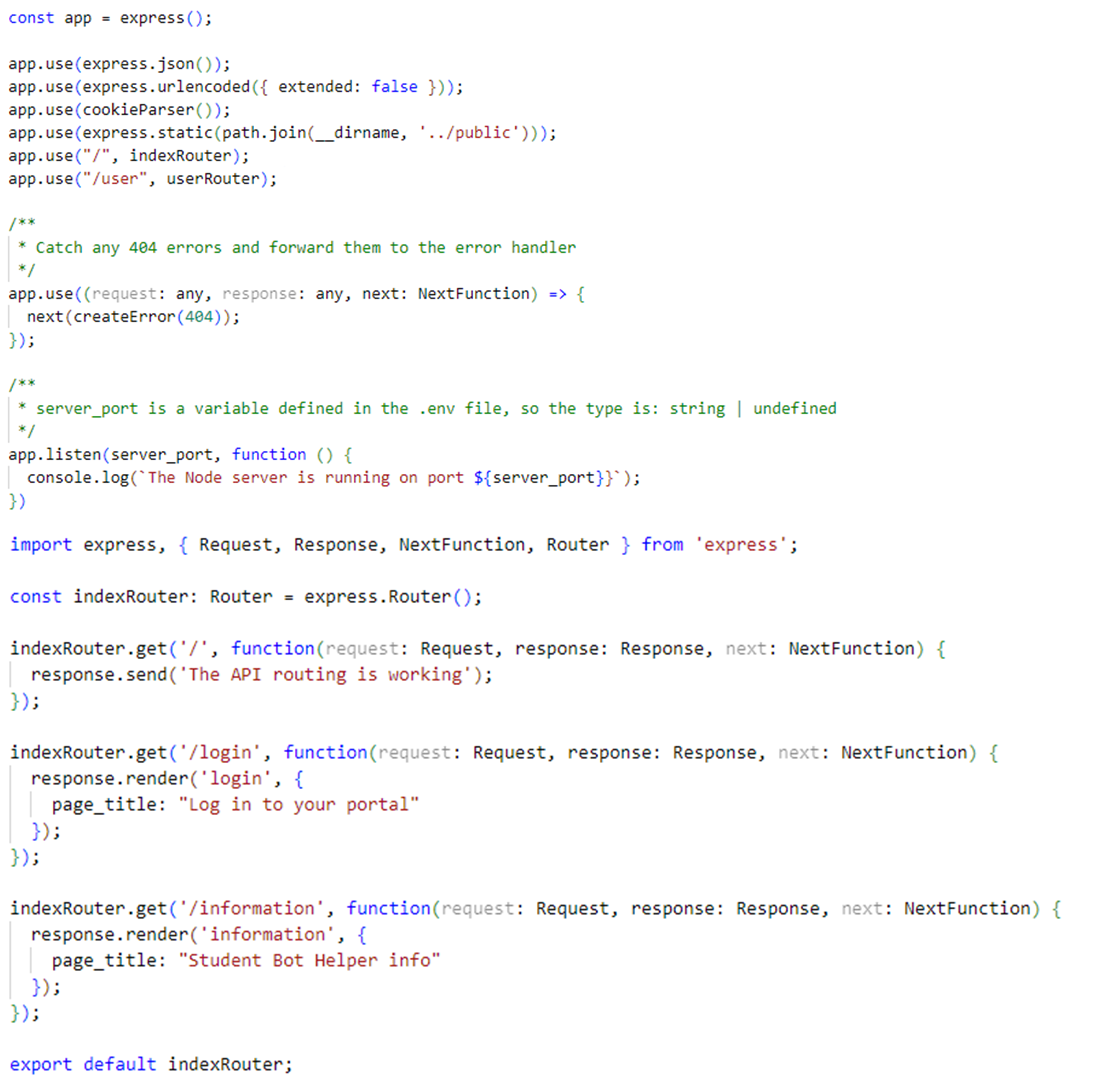 const app = express();
app.use(express.json());
app.use(express.urlencoded({ extended: false }));
app.use(cookieParser());
app.use(express.static(path.join(__dirname, '../public')));
app.use("/", indexRouter);
app.use("/user", userRouter);
/**
* Catch any 404 errors and forward them to the error handler
*/
app.use((request: any, response: any, next: NextFunction) => {
next(createError(404));
});
/**
* server_port is a variable defined in the .env file, so the type is: string | undefined
*/
app.listen(server_port, function () {
console.log(`The Node server is running on port ${server_port}}`);
})
import express, { Request, Response, NextFunction, Router } from 'express';
const indexRouter: Router = express.Router();
indexRouter.get('/', function(request: Request, response: Response, next: NextFunction) {
response.send('The API routing is working');
});
indexRouter.get('/login', function(request: Request, response: Response, next: NextFunction) {
response.render('login', {
page_title: "Log in to your portal"
});
});
indexRouter.get('/information', function(request: Request, response: Response, next: NextFunction) {
response.render('information', {
page_title: "Student Bot Helper info"
});
});
export default indexRouter;